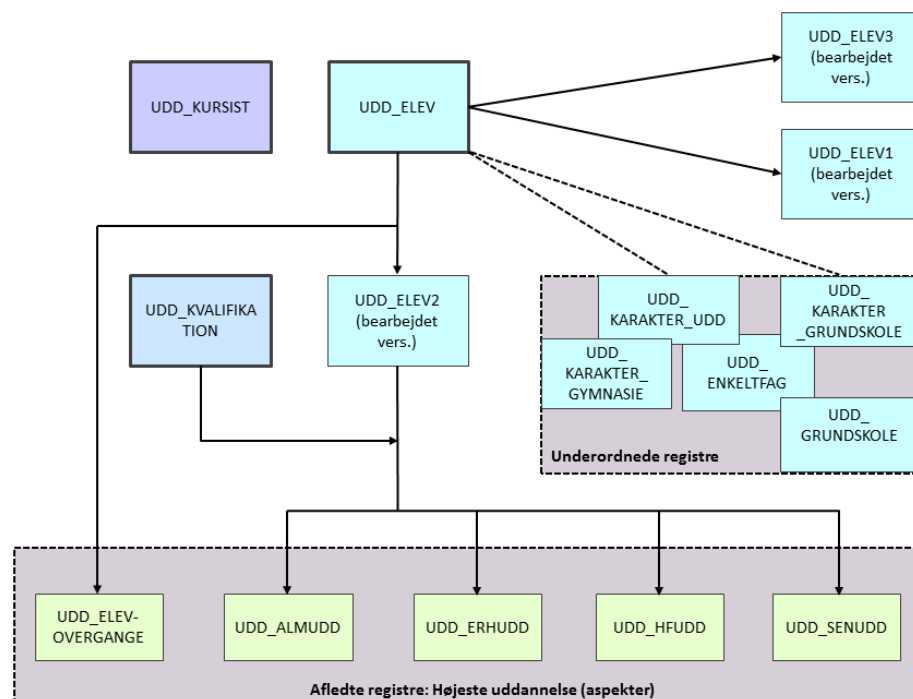 UDD_ELEV3
(bearbejdet
vers.)
UDD_KURSIST
UDD_ELEV
UDD_ELEV1
(bearbejdet
vers.)
UDD_KVALIFIKA
TION
UDD_ELEV2
(bearbejdet
vers.)
UDD_
KARAKTER_UDD
UDD_
KARAKTER
_GRUNDSKOLE
UDD_
KARAKTER_
GYMNASIE
UDD_
ENKELTFAG
UDD_
GRUNDSKOLE
Underordnede registre
UDD_ELEV-
OVERGANGE
UDD_ALMUDD
UDD_ERHUDD
UDD_HFUDD
UDD_SENUDD
Afledte registre: Højeste uddannelse (aspekter)